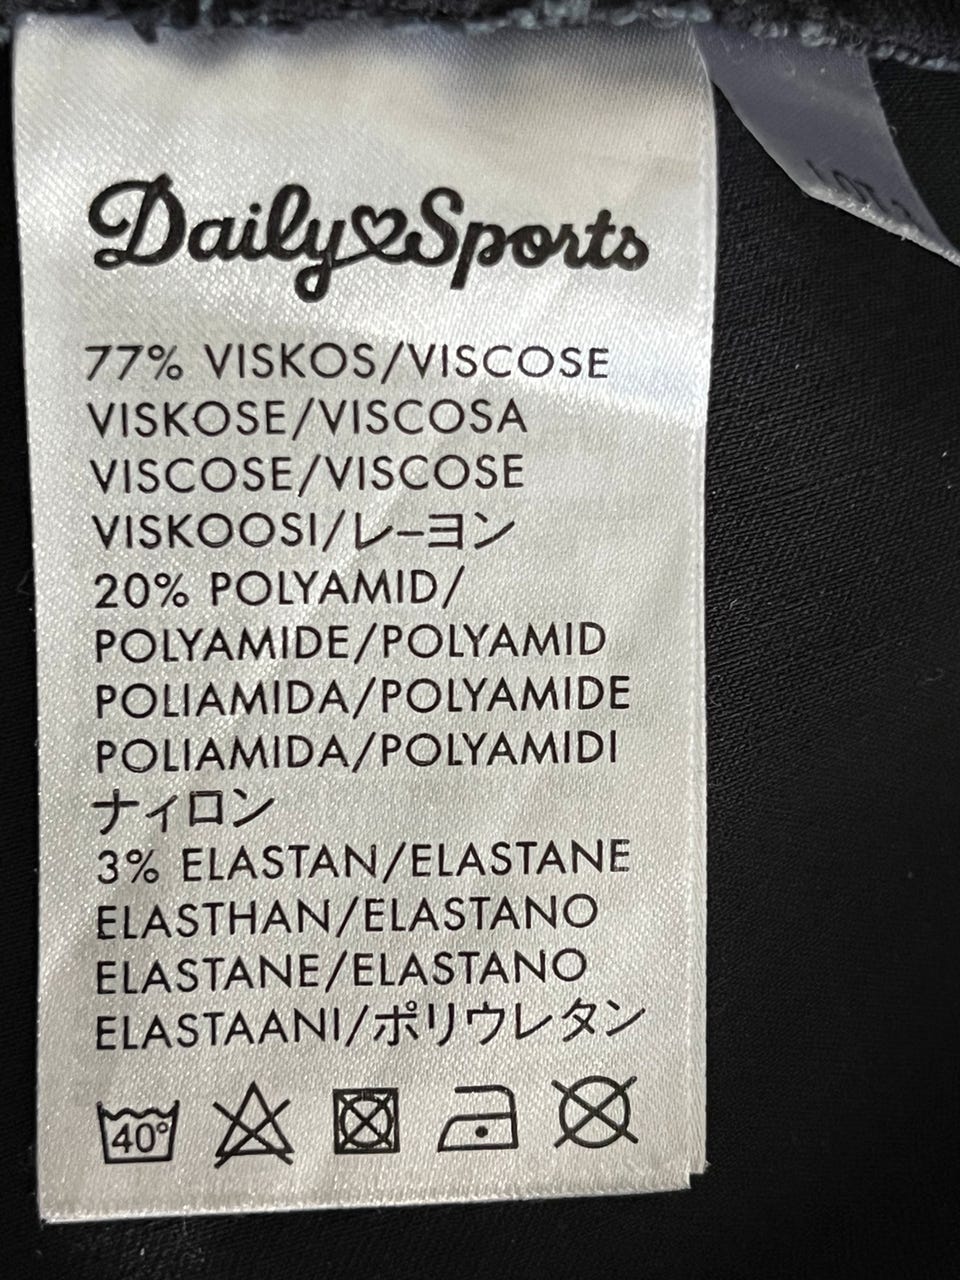 Daily Sports
77% VISKOS/VISCOSE
VISKOSE/VISCOSA
VISCOSE/VISCOSE
VISKOOSI/レーヨン
20% POLYAMID/
POLYAMIDE/POLYAMID
POLIAMIDA/POLYAMIDE
POLIAMIDA/POLYAMIDI
ナイロン
3% ELASTAN/ELASTANE
ELASTHAN/ELASTANO
ELASTANE/ELASTANO
ELASTAANI/ポリウレタン
40°